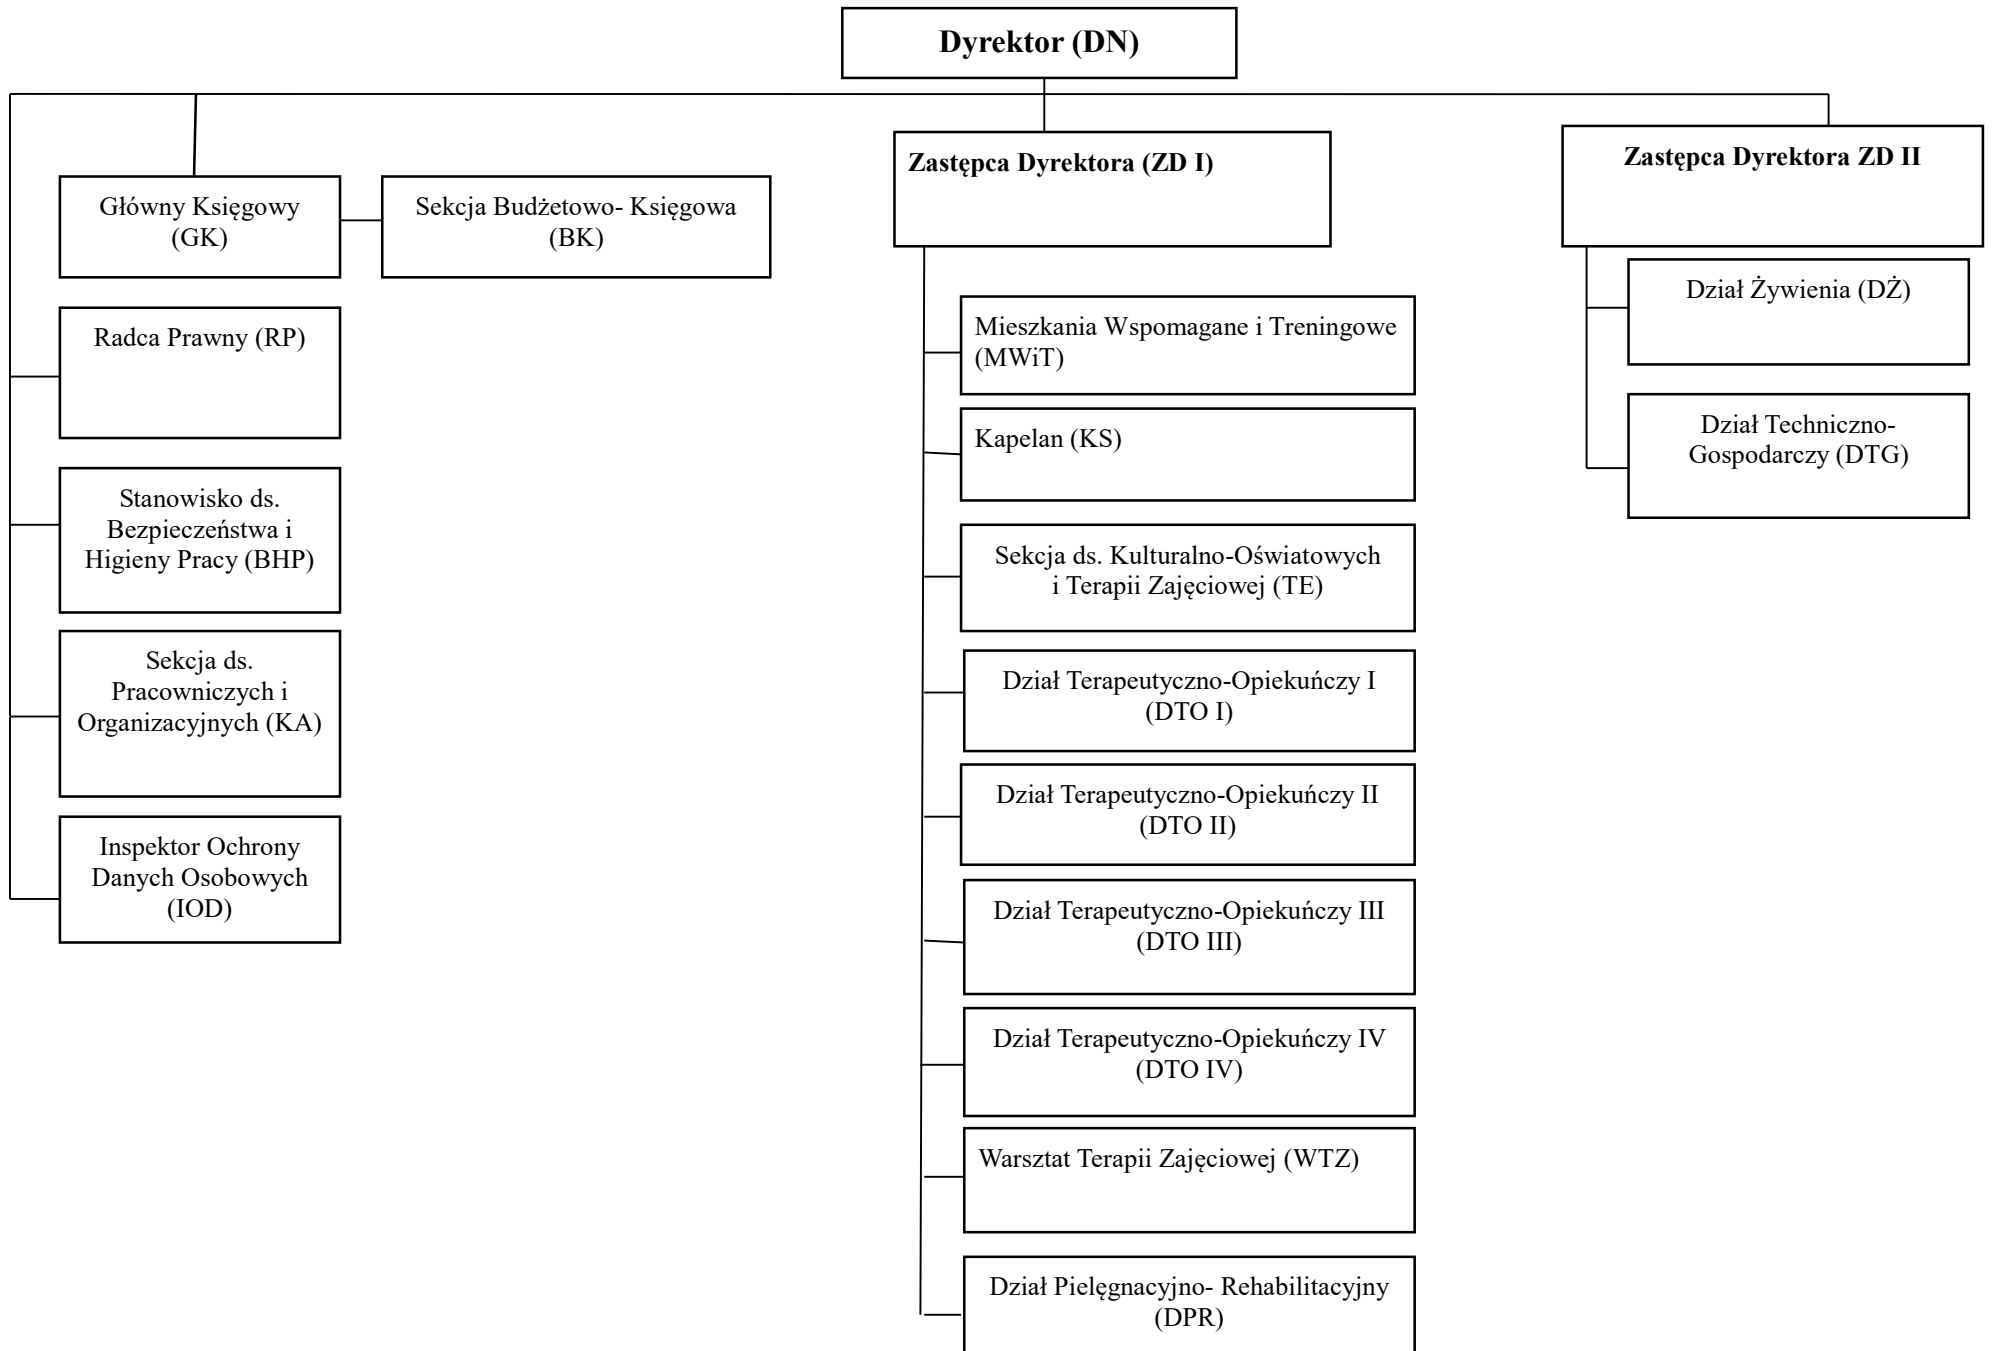 Dyrektor (DN)
Główny Księgowy
(GK)
Sekcja Budżetowo- Księgowa
(BK)
Radca Prawny (RP)
Stanowisko ds.
Bezpieczeństwa i
Higieny Pracy (BHP)
Sekcja ds.
Pracowniczych i
Organizacyjnych (KA)
Inspektor Ochrony
Danych Osobowych
(IOD)
Zastępca Dyrektora (ZD I)
Mieszkania Wspomagane i Treningowe
(MWiT)
Kapelan (KS)
Sekcja ds. Kulturalno-Oświatowych
i Terapii Zajęciowej (TE)
Dział Terapeutyczno-Opiekuńczy I
(DTO I)
Dział Terapeutyczno-Opiekuńczy II
(DTO II)
Dział Terapeutyczno-Opiekuńczy III
(DTO III)
Dział Terapeutyczno-Opiekuńczy IV
(DTO IV)
Warsztat Terapii Zajęciowej (WTZ)
Dział Pielęgnacyjno- Rehabilitacyjny
(DPR)
Zastępca Dyrektora ZD II
Dział Żywienia (DŻ)
Dział Techniczno-
Gospodarczy (DTG)